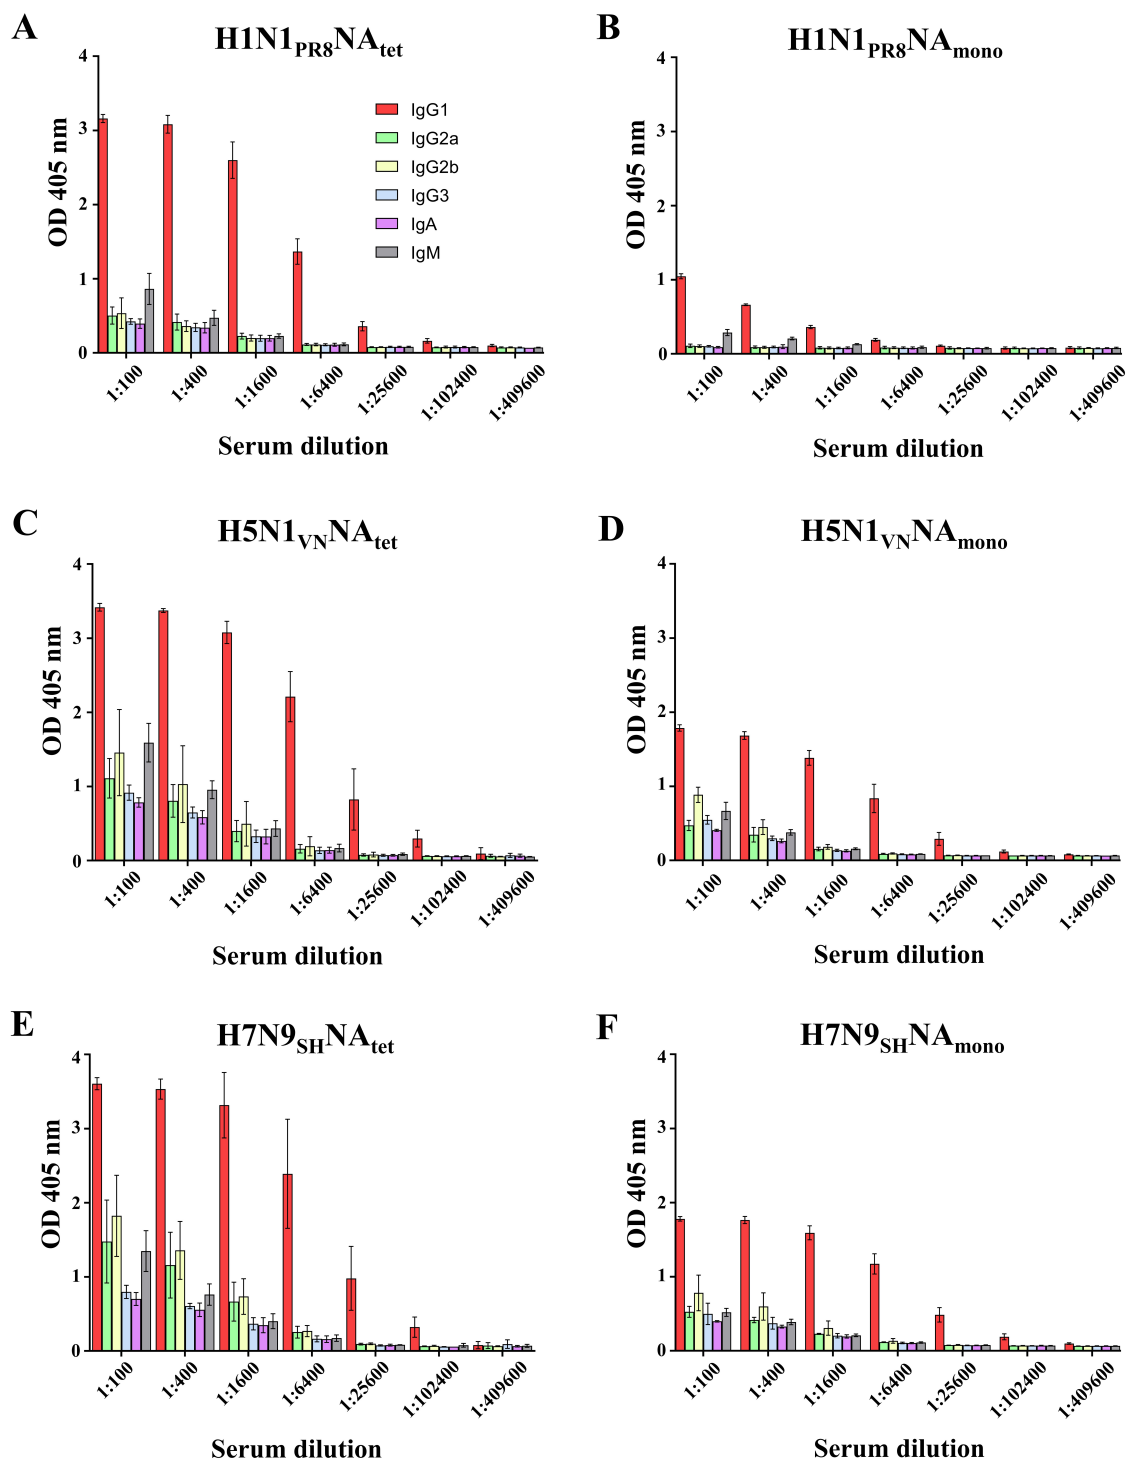 A
H1N1PR8NAtet
4
3
2
1
0
OD 405 nm
IgG1
IgG2a
IgG2b
IgG3
IgA
IgM
1:100
1:400
1:1600
1:6400
1:25600
1:102400
1:409600
Serum dilution
B
H1N1PR8NAmono
4
3
2
1
0
OD 405 nm
1:100
1:400
1:1600
1:6400
1:25600
1:102400
1:409600
Serum dilution
C
H5N1VNNAtet
4
3
2
1
0
OD 405 nm
1:100
1:400
1:1600
1:6400
1:25600
1:102400
1:409600
Serum dilution
D
H5N1VNNAmono
4
3
2
1
0
OD 405 nm
1:100
1:400
1:1600
1:6400
1:25600
1:102400
1:409600
Serum dilution
E
H7N9SHNAtet
4
3
2
1
0
OD 405 nm
1:100
1:400
1:1600
1:6400
1:25600
1:102400
1:409600
Serum dilution
F
H7N9SHNAmono
4
3
2
1
0
OD 405 nm
1:100
1:400
1:1600
1:6400
1:25600
1:102400
1:409600
Serum dilution